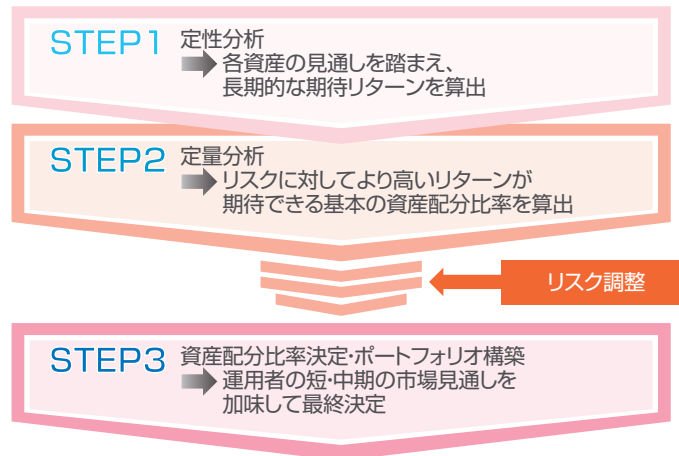 STEP1 定性分析
各資産の見通しを踏まえ、
長期的な期待リターンを算出
STEP2 定量分析
リスクに対してより高いリターンが
期待できる基本の資産配分比率を算出
リスク調整
STEP3 資産配分比率決定・ポートフォリオ構築
運用者の短・中期の市場見通しを
加味して最終決定